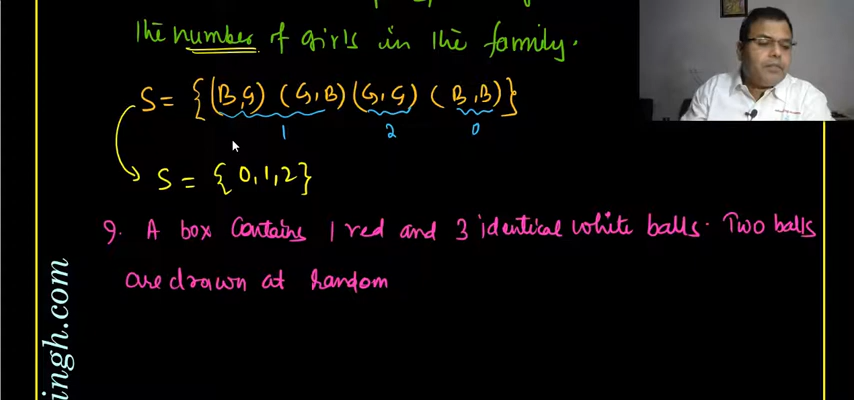 the number of girls in the family.
S = {(B,G) (G,B) (G,G) (B,B)}
1 2 0
S = {0,1,2}
9. A box contains 1 red and 3 identical white balls. Two balls
are drawn at random
ingh.com